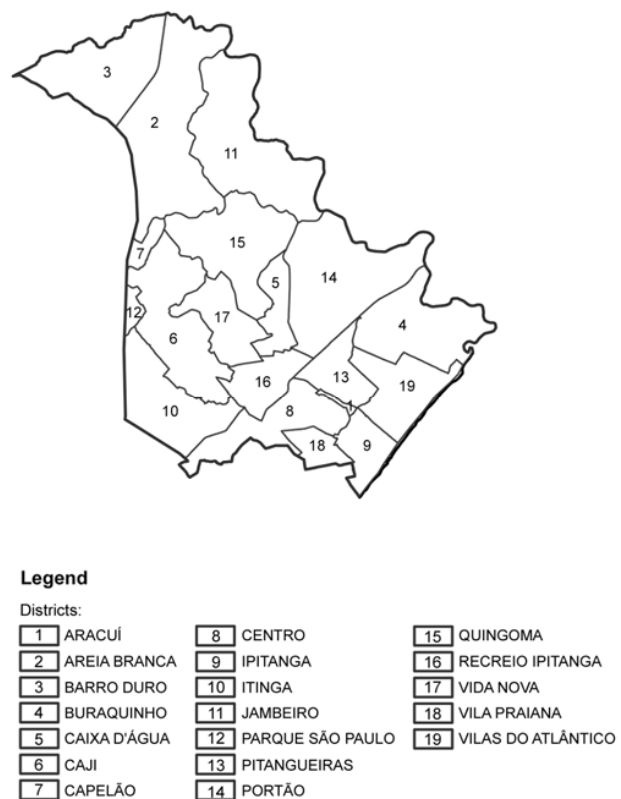 3
2
11
15
7
5
14
12
17
4
6
16
13
19
10
1
8
18
9
Legend
Districts:
1 ARACUÍ
2 AREIA BRANCA
3 BARRO DURO
4 BURAQUINHO
5 CAIXA D'ÁGUA
6 CAJI
7 CAPELÃO
8 CENTRO
9 IPITANGA
10 ITINGA
11 JAMBEIRO
12 PARQUE SÃO PAULO
13 PITANGUEIRAS
14 PORTÃO
15 QUINGOMA
16 RECREIO IPITANGA
17 VIDA NOVA
18 VILA PRAIANA
19 VILAS DO ATLÂNTICO